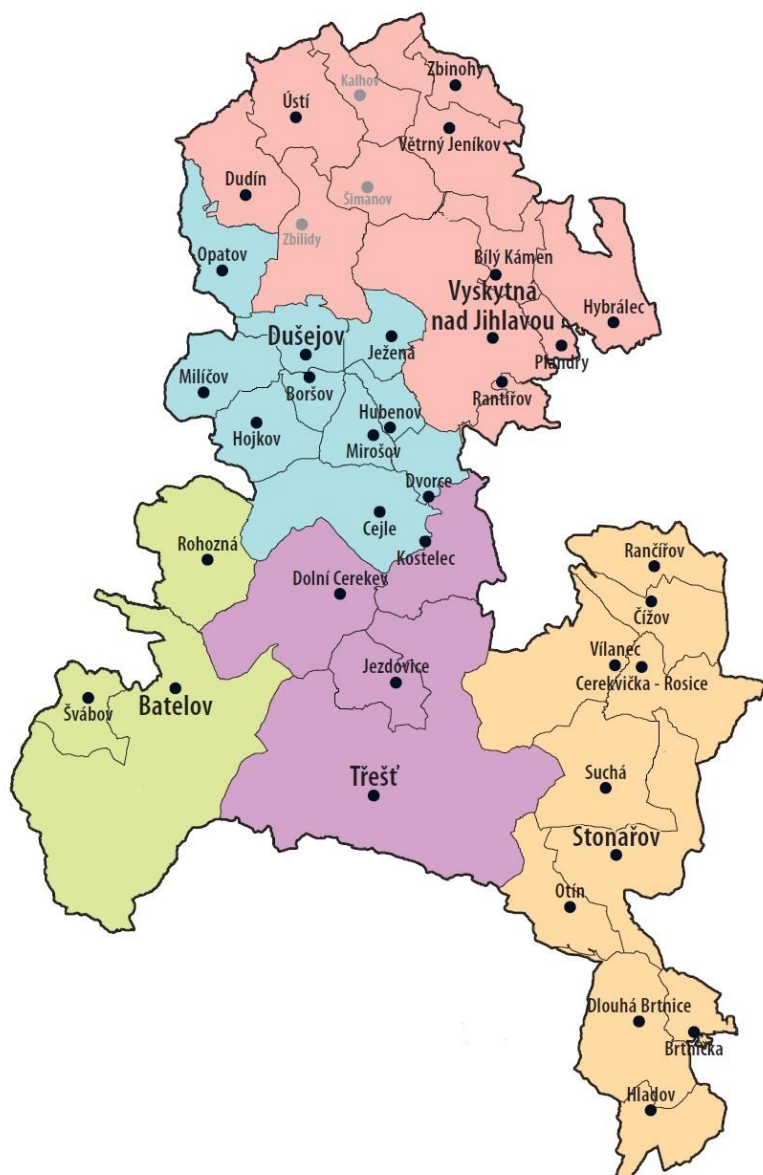 Kalhov
Zbinohy
Ústí
Větrný Jeníkov
Dudín
Šimanov
Zbilidy
Opatov
Bílý Kámen
Vyskytná
nad Jihlavou
Hybrálec
Dušejov
Ježená
Plandry
Milíčov
Boršov
Rantířov
Hubenov
Hojkov
Mirošov
Dvorce
Cejle
Rohozná
Kostelec
Rančířov
Dolní Cerekev
Čížov
Vílanec
Jezdovice
Cerekvička - Rosice
Švábov
Batelov
Třešť
Suchá
Stonařov
Otín
Dlouhá Brtnice
Brtnička
Hladov